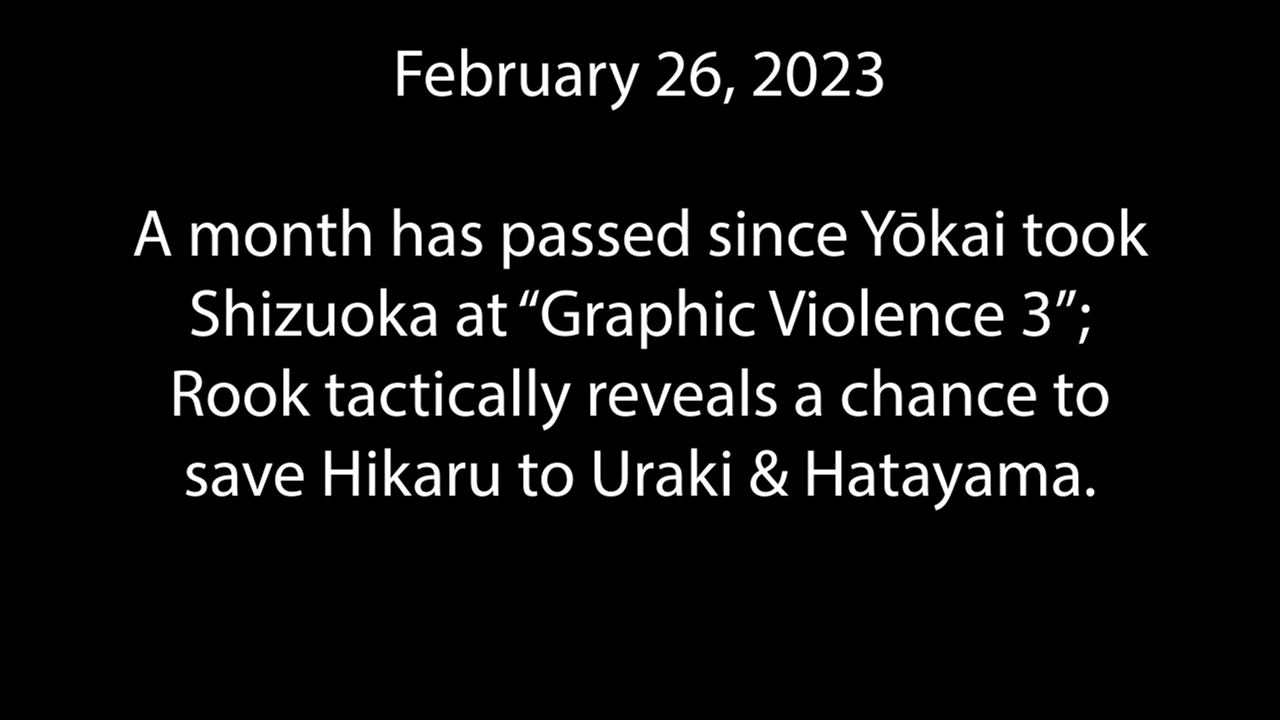 February 26, 2023
A month has passed since Yōkai took
Shizuoka at “Graphic Violence 3”;
Rook tactically reveals a chance to
save Hikaru to Uraki & Hatayama.